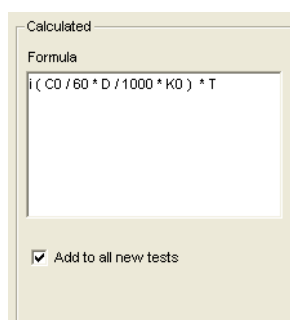 Calculated
Formula
i ( C0 / 60 * D / 1000 * K0 )  * T
Add to all new tests